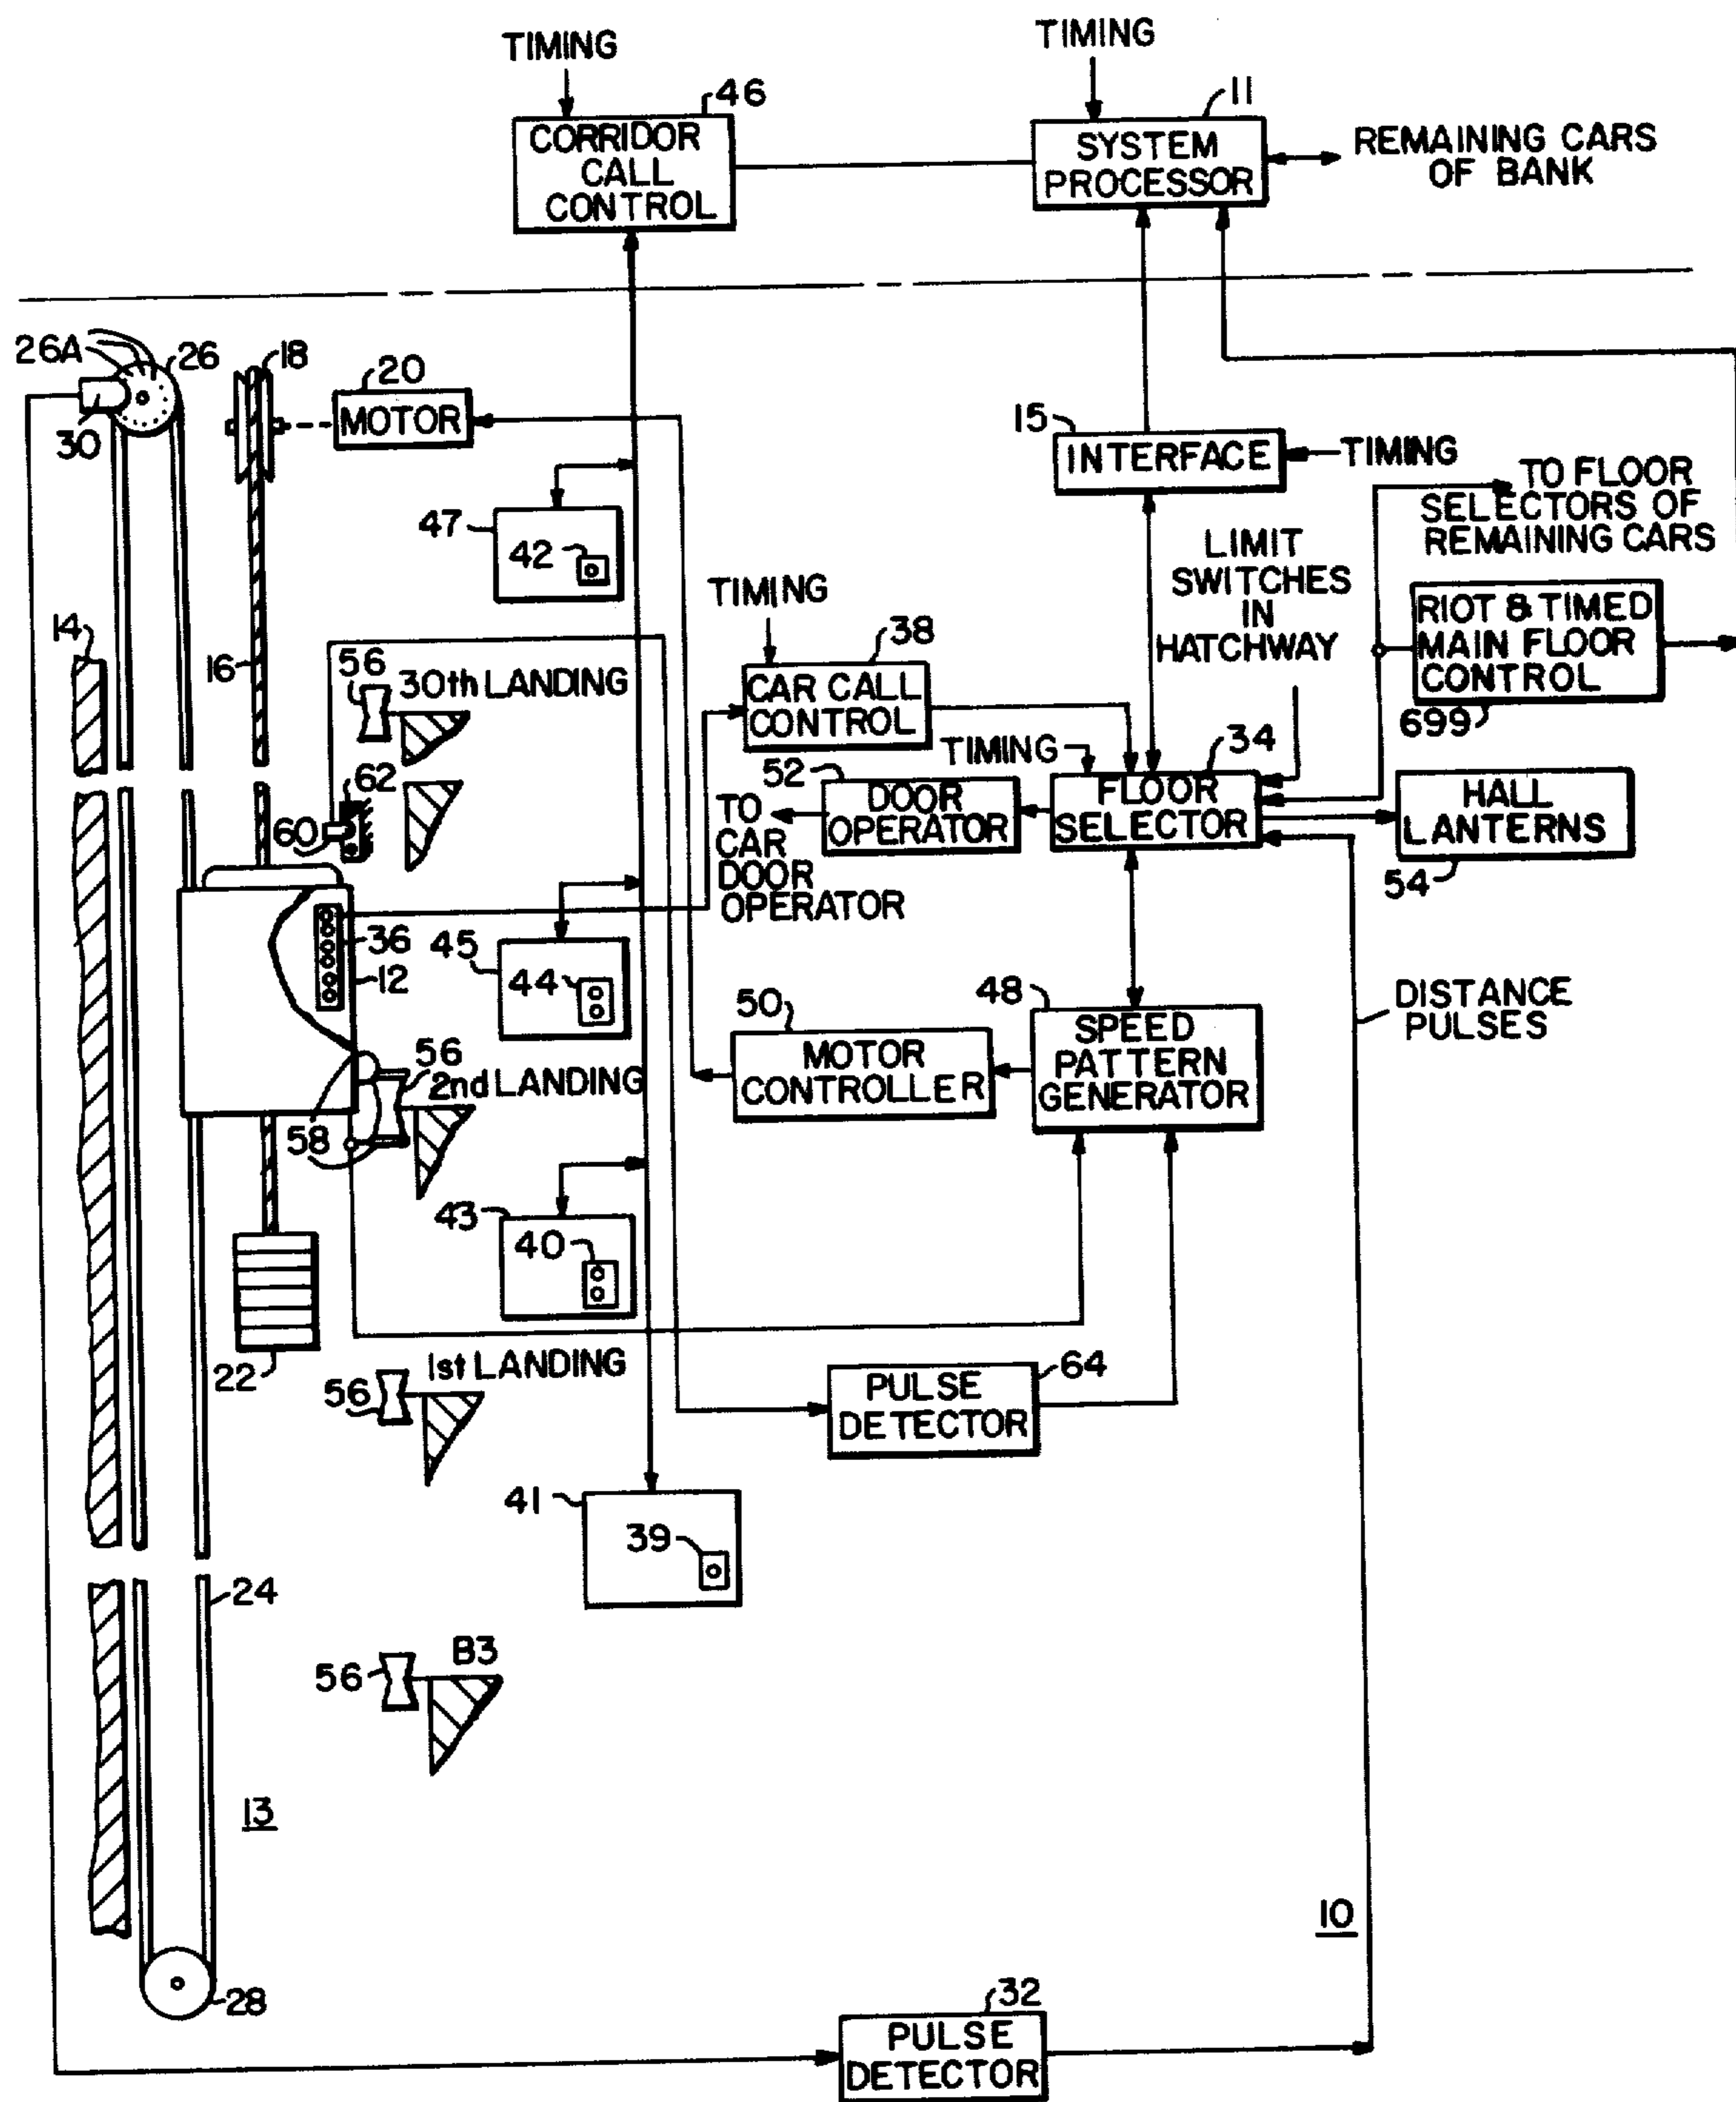 TIMING
TIMING
46
11
CORRIDOR
CALL
CONTROL
SYSTEM
PROCESSOR
REMAINING CARS
OF BANK
26A
26
18
20
MOTOR
30
15
INTERFACE
TIMING
TO FLOOR
SELECTORS OF
REMAINING CARS
47
42
LIMIT
SWITCHES
IN
HATCHWAY
TIMING
14
16
38
CAR CALL
CONTROL
RIOT & TIMED
MAIN FLOOR
CONTROL
699
56
30th LANDING
62
60
TIMING
34
FLOOR
SELECTOR
52
DOOR
OPERATOR
TO
CAR
DOOR
OPERATOR
HALL
LANTERNS
54
36
12
45
44
48
SPEED
PATTERN
GENERATOR
50
MOTOR
CONTROLLER
DISTANCE
PULSES
56
2nd LANDING
58
43
40
22
1st LANDING
56
64
PULSE
DETECTOR
41
39
24
B3
56
13
10
28
32
PULSE
DETECTOR